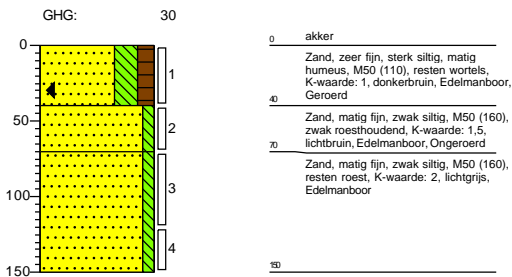 GHG: 30
0
50
100
150
1
2
3
4
0 akker
Zand, zeer fijn, sterk siltig, matig
humeus, M50 (110), resten wortels,
K-waarde: 1, donkerbruin, Edelmanboor,
Geroerd
40
Zand, matig fijn, zwak siltig, M50 (160),
zwak roesthoudend, K-waarde: 1,5,
lichtbruin, Edelmanboor, Ongeroerd
70
Zand, matig fijn, zwak siltig, M50 (160),
resten roest, K-waarde: 2, lichtgrijs,
Edelmanboor
150